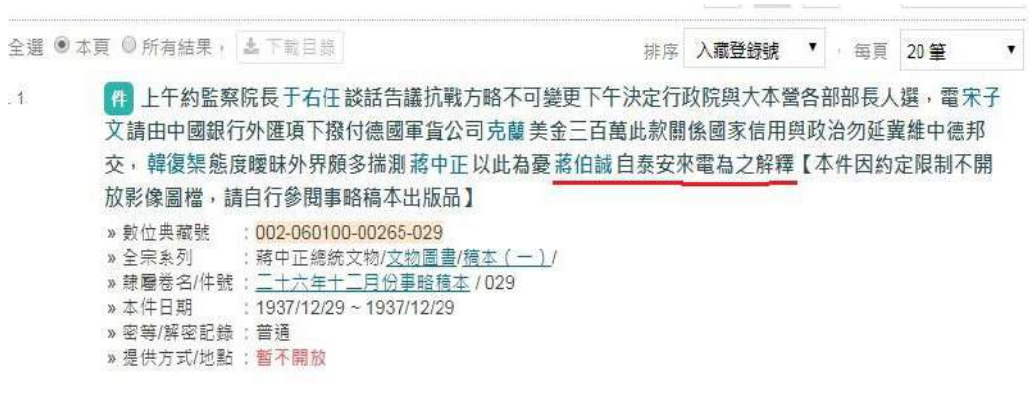 全選 本頁 所有結果， 下載目錄 排序 入藏登錄號 ，每頁 20 筆
. 1. 件 上午約監察院長于右任談話告議抗戰方略不可變更下午決定行政院與大本營各部部長人選，電宋子
文請由中國銀行外匯項下撥付德國軍貨公司克蘭美金三百萬此款關係國家信用與政治勿延冀維中德邦
交，韓復榘態度曖昧外界頗多揣測蔣中正以此為憂蔣伯誠自泰安來電為之解釋【本件因約定限制不開
放影像圖檔，請自行參閱事略稿本出版品】
» 數位典藏號 ：002-060100-00265-029
» 全宗系列 ：蔣中正總統文物/文物圖書/稿本（一）/
» 隸屬卷名/件號：二十六年十二月份事略稿本 / 029
» 本件日期 ：1937/12/29 ~ 1937/12/29
» 密等/解密記錄：普通
» 提供方式/地點：暫不開放